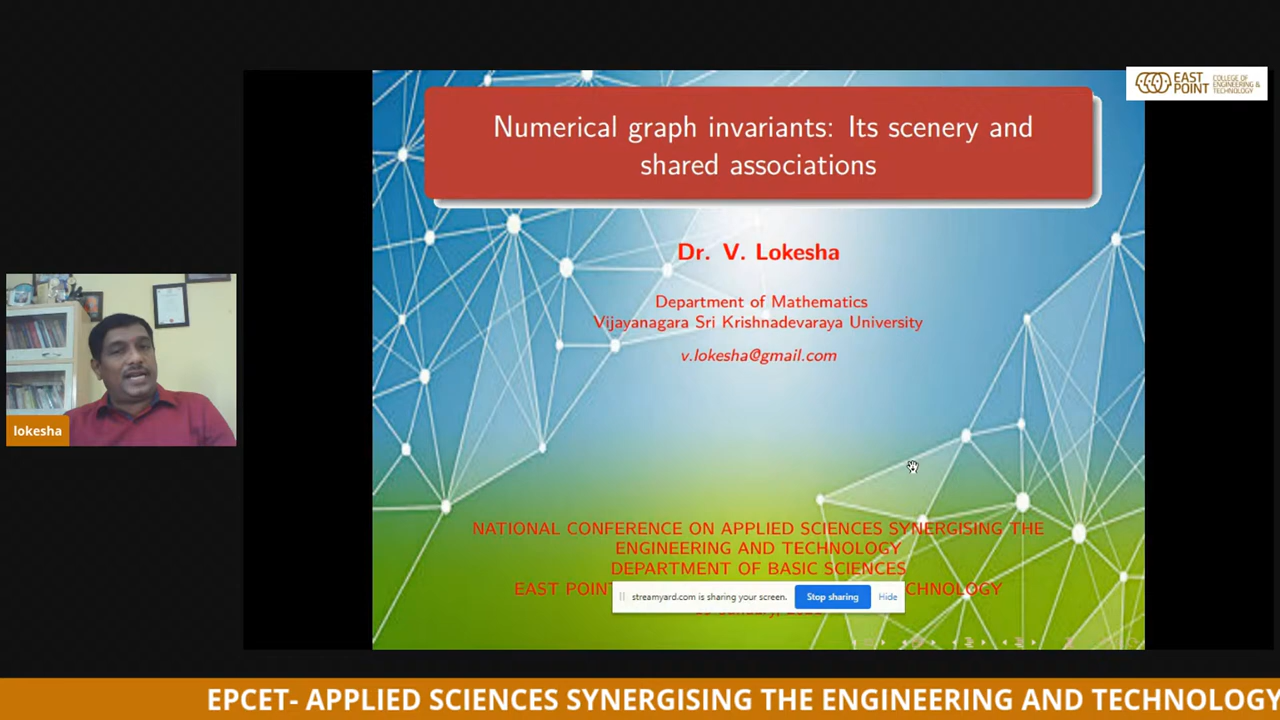 EAST
POINT
COLLEGE OF
ENGINEERING &
TECHNOLOGY
Numerical graph invariants: Its scenery and
shared associations
Dr. V. Lokesha
Department of Mathematics
Vijayanagara Sri Krishnadevaraya University
v.lokesha@gmail.com
lokesha
NATIONAL CONFERENCE ON APPLIED SCIENCES SYNERGISING THE
ENGINEERING AND TECHNOLOGY
DEPARTMENT OF BASIC SCIENCES
EAST POINT CHNOLOGY
streamyard.com is sharing your screen. Stop sharing Hide
EPCET- APPLIED SCIENCES SYNERGISING THE ENGINEERING AND TECHNOLOGY